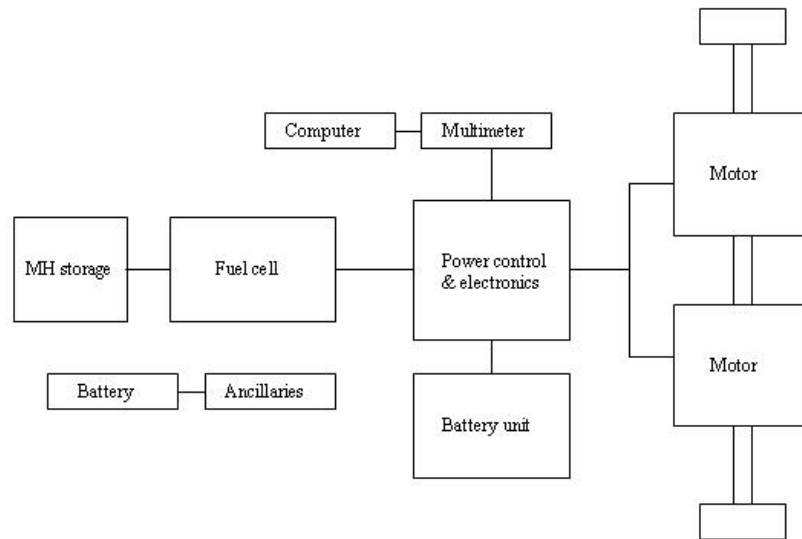 Computer
Multimeter
Motor
MH storage
Fuel cell
Power control
& electronics
Motor
Battery
Ancillaries
Battery unit